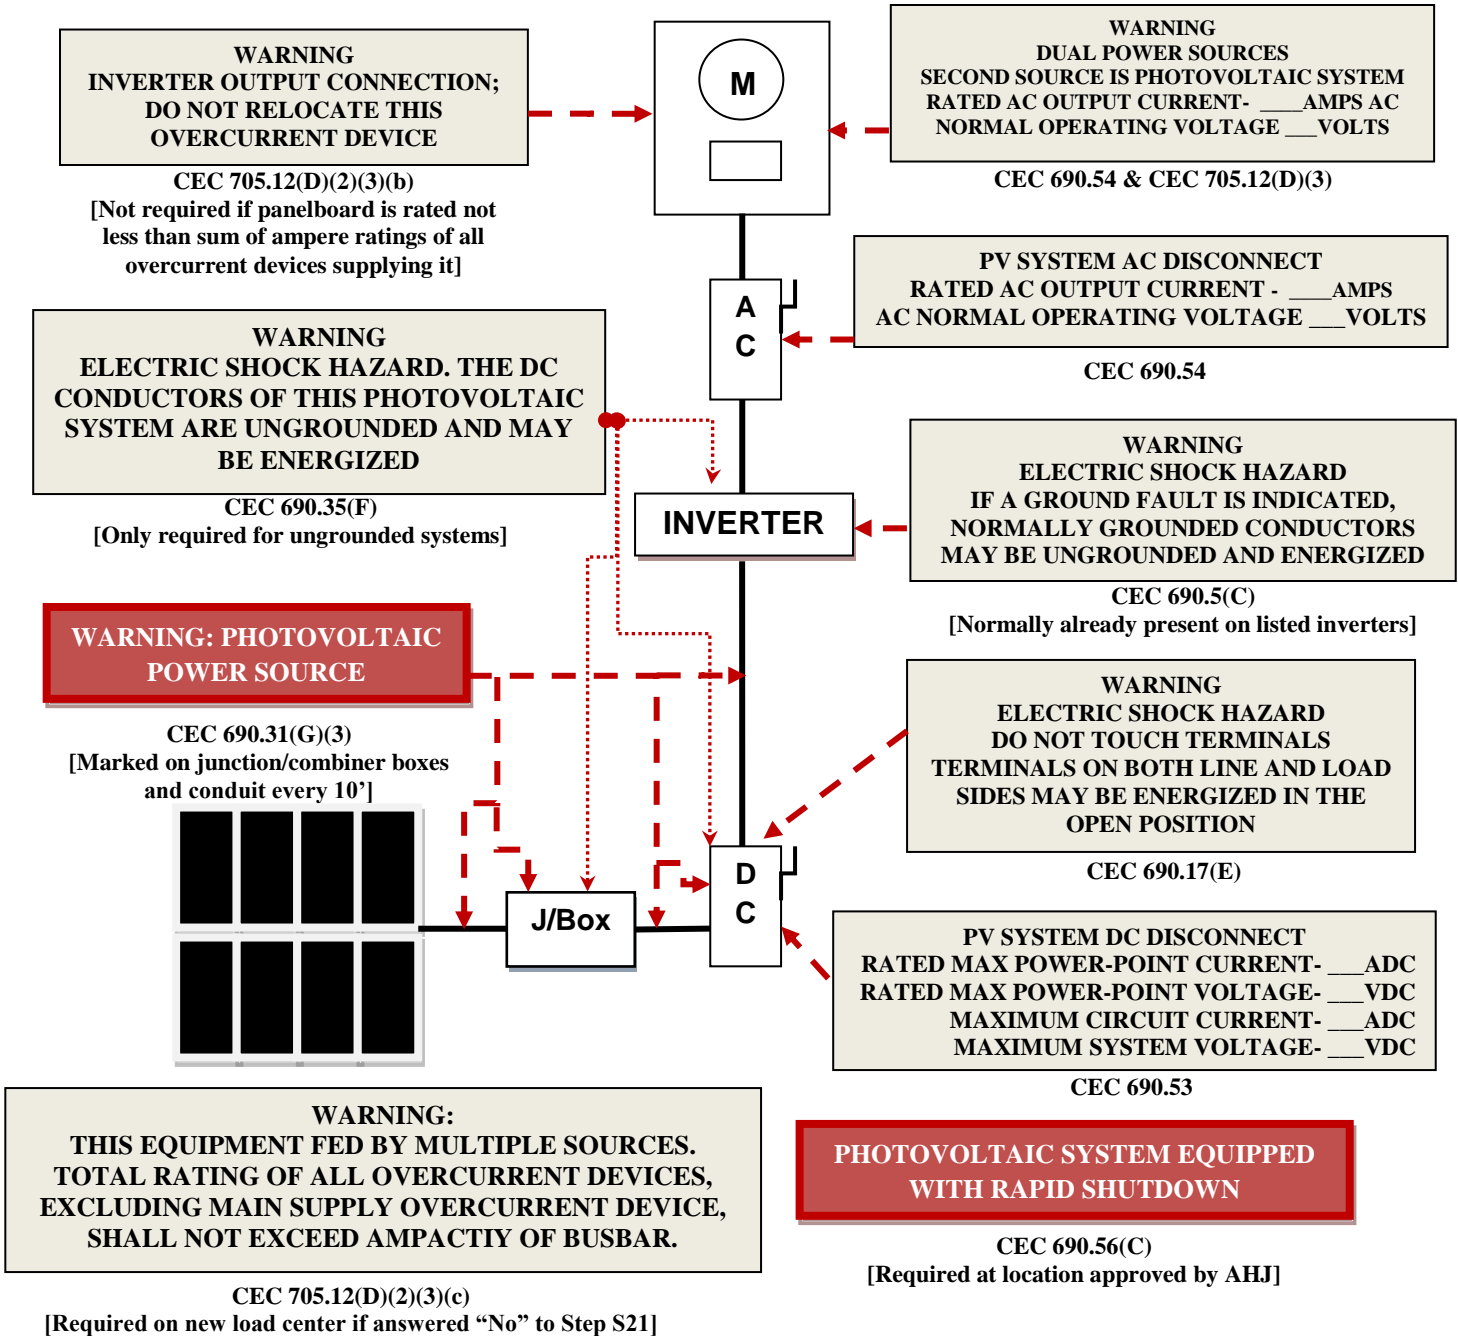 WARNING
INVERTER OUTPUT CONNECTION;
DO NOT RELOCATE THIS
OVERCURRENT DEVICE
CEC 705.12(D)(2)(3)(b)
[Not required if panelboard is rated not
less than sum of ampere ratings of all
overcurrent devices supplying it]
M
WARNING
DUAL POWER SOURCES
SECOND SOURCE IS PHOTOVOLTAIC SYSTEM
RATED AC OUTPUT CURRENT- ____AMPS AC
NORMAL OPERATING VOLTAGE ___VOLTS
CEC 690.54 & CEC 705.12(D)(3)
PV SYSTEM AC DISCONNECT
RATED AC OUTPUT CURRENT - ____AMPS
AC NORMAL OPERATING VOLTAGE ___VOLTS
CEC 690.54
A
C
WARNING
ELECTRIC SHOCK HAZARD. THE DC
CONDUCTORS OF THIS PHOTOVOLTAIC
SYSTEM ARE UNGROUNDED AND MAY
BE ENERGIZED
CEC 690.35(F)
[Only required for ungrounded systems]
INVERTER
WARNING
ELECTRIC SHOCK HAZARD
IF A GROUND FAULT IS INDICATED,
NORMALLY GROUNDED CONDUCTORS
MAY BE UNGROUNDED AND ENERGIZED
CEC 690.5(C)
[Normally already present on listed inverters]
WARNING: PHOTOVOLTAIC
POWER SOURCE
CEC 690.31(G)(3)
[Marked on junction/combiner boxes
and conduit every 10’]
WARNING
ELECTRIC SHOCK HAZARD
DO NOT TOUCH TERMINALS
TERMINALS ON BOTH LINE AND LOAD
SIDES MAY BE ENERGIZED IN THE
OPEN POSITION
CEC 690.17(E)
J/Box
D
C
PV SYSTEM DC DISCONNECT
RATED MAX POWER-POINT CURRENT- ___ADC
RATED MAX POWER-POINT VOLTAGE- ___VDC
MAXIMUM CIRCUIT CURRENT- ___ADC
MAXIMUM SYSTEM VOLTAGE- ___VDC
CEC 690.53
WARNING:
THIS EQUIPMENT FED BY MULTIPLE SOURCES.
TOTAL RATING OF ALL OVERCURRENT DEVICES,
EXCLUDING MAIN SUPPLY OVERCURRENT DEVICE,
SHALL NOT EXCEED AMPACTIY OF BUSBAR.
CEC 705.12(D)(2)(3)(c)
[Required on new load center if answered “No” to Step S21]
PHOTOVOLTAIC SYSTEM EQUIPPED
WITH RAPID SHUTDOWN
CEC 690.56(C)
[Required at location approved by AHJ]